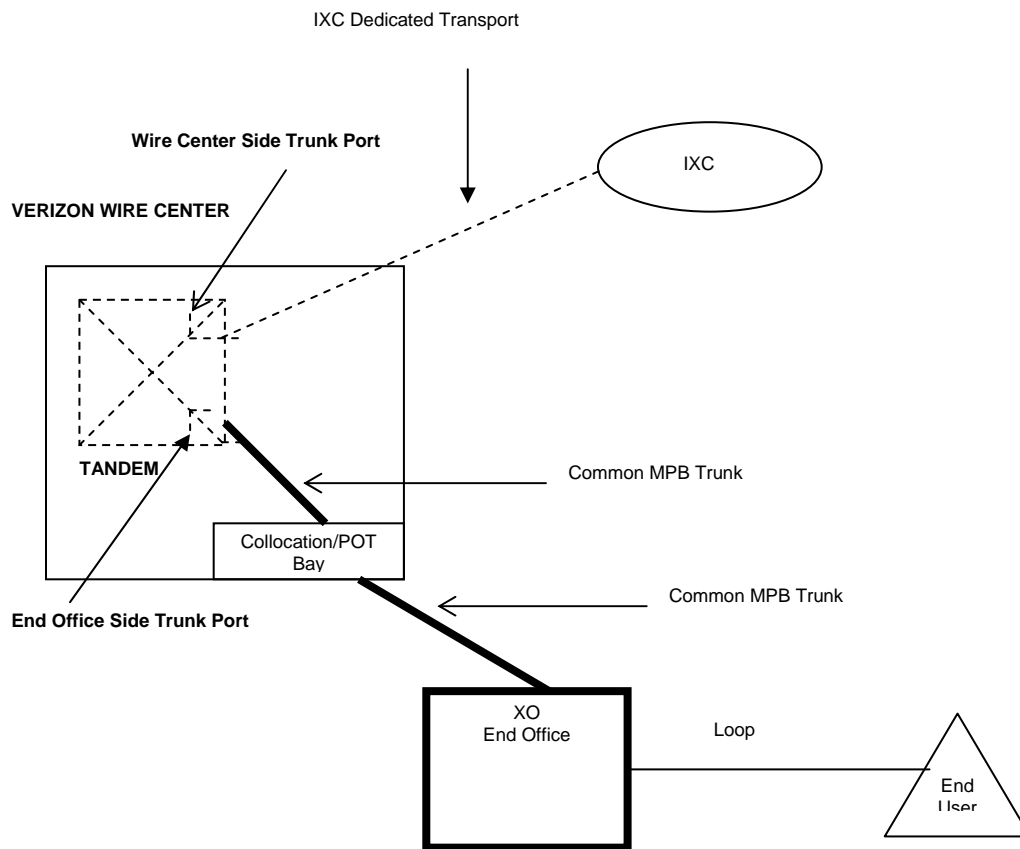 IXC Dedicated Transport
Wire Center Side Trunk Port
IXC
VERIZON WIRE CENTER
TANDEM
Common MPB Trunk
Collocation/POT
Bay
Common MPB Trunk
End Office Side Trunk Port
XO
End Office
Loop
End
User